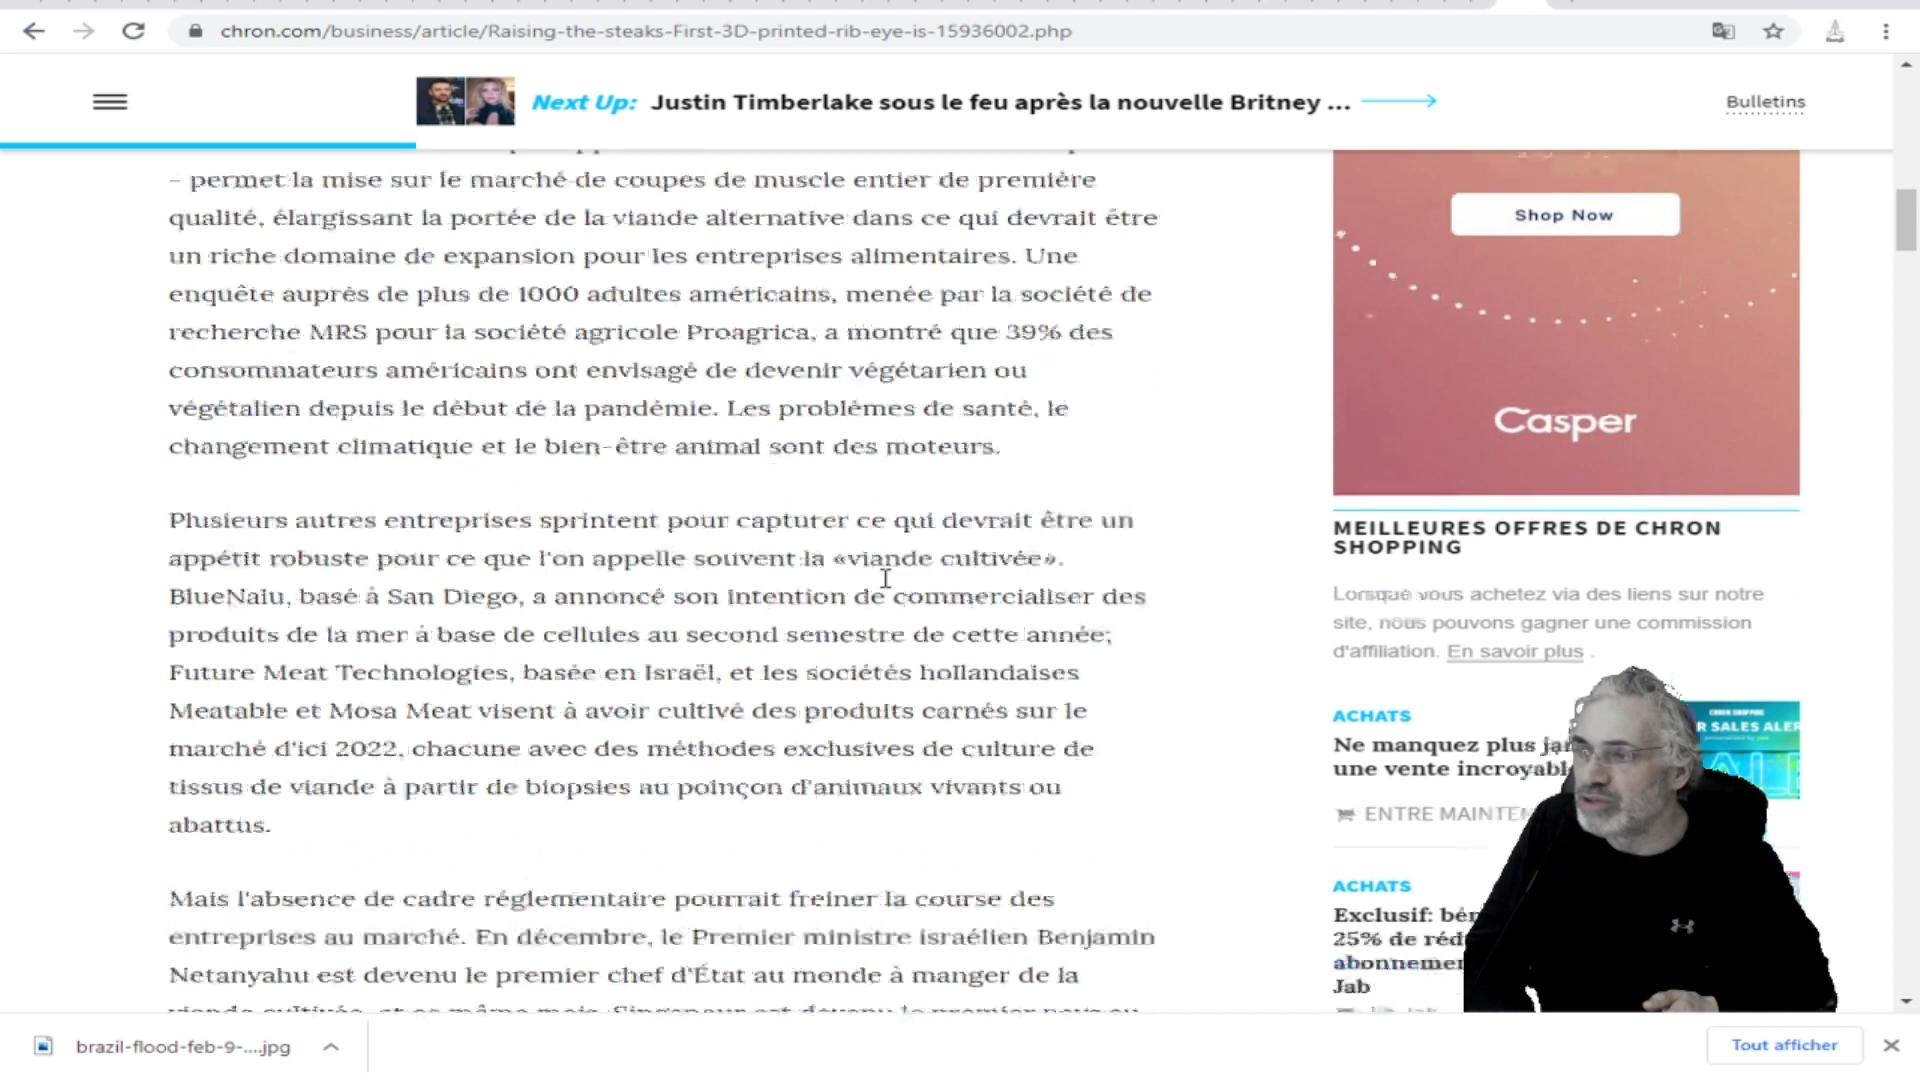 chron.com/business/article/Raising-the-steaks-First-3D-printed-rib-eye-is-15936002.php
Next Up: Justin Timberlake sous le feu après la nouvelle Britney ...
Bulletins
– permet la mise sur le marché de coupes de muscle entier de première
qualité, élargissant la portée de la viande alternative dans ce qui devrait être
un riche domaine de expansion pour les entreprises alimentaires. Une
enquête auprès de plus de 1000 adultes américains, menée par la société de
recherche MRS pour la société agricole Proagrica, a montré que 39% des
consommateurs américains ont envisagé de devenir végétarien ou
végétalien depuis le début de la pandémie. Les problèmes de santé, le
changement climatique et le bien-être animal sont des moteurs.
Plusieurs autres entreprises sprintent pour capturer ce qui devrait être un
appétit robuste pour ce que l'on appelle souvent la «viande cultivée».
BlueNalu, basé à San Diego, a annoncé son intention de commercialiser des
produits de la mer à base de cellules au second semestre de cette année;
Future Meat Technologies, basée en Israël, et les sociétés hollandaises
Meatable et Mosa Meat visent à avoir cultivé des produits carnés sur le
marché d'ici 2022, chacune avec des méthodes exclusives de culture de
tissus de viande à partir de biopsies au poinçon d'animaux vivants ou
abattus.
Mais l'absence de cadre réglementaire pourrait freiner la course des
entreprises au marché. En décembre, le Premier ministre israélien Benjamin
Netanyahu est devenu le premier chef d'État au monde à manger de la
Shop Now
Casper
MEILLEURES OFFRES DE CHRON
SHOPPING
Lorsque vous achetez via des liens sur notre
site, nous pouvons gagner une commission
d'affiliation. En savoir plus .
ACHATS
Ne manquez plus
une vente
ENTRE
R SALES ALER
ACHATS
Exclusif:
25% de
Jab
brazil-flood-feb-9-....jpg
Tout afficher